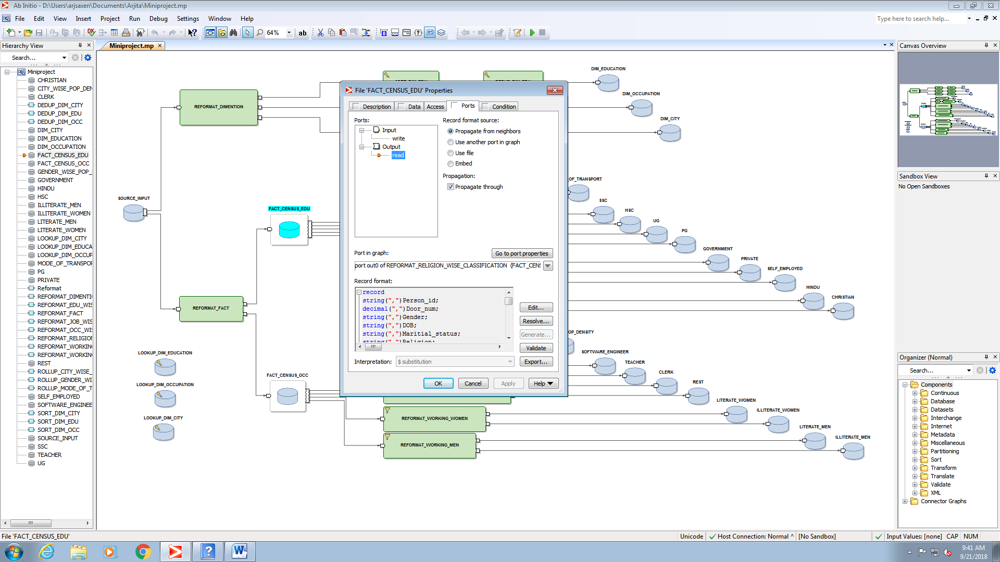 Ab Initio - D:\Users\arjsaxen\Documents\Arjita\Miniproject.mp
File Edit View Insert Project Run Debug Settings Window Help
Type here to search help...
64%
ab
Hierarchy View
Miniproject.mp
Canvas Overview
Search...
Miniproject
CHRISTIAN
CITY_WISE_POP_DEN
CLERK
DEDUP_DIM_CITY
DEDUP_DIM_EDU
DEDUP_DIM_OCC
DIM_CITY
DIM_EDUCATION
DIM_OCCUPATION
FACT_CENSUS_EDU
FACT_CENSUS_OCC
GENDER_WISE_POP_
GOVERNMENT
HINDU
HSC
ILLITERATE_MEN
ILLITERATE_WOMEN
LITERATE_MEN
LITERATE_WOMEN
LOOKUP_DIM_CITY
LOOKUP_DIM_EDUCA
LOOKUP_DIM_OCCUP
MODE_OF_TRANSPOR
PG
PRIVATE
Reformat
REFORMAT_DIMENTI
REFORMAT_EDU_WIS
REFORMAT_FACT
REFORMAT_JOB_WIS
REFORMAT_OCC_WIS
REFORMAT_RELIGION
REFORMAT_WORKING
REFORMAT_WORKING
REST
ROLLUP_CITY_WISE_
ROLLUP_GENDER_WI
ROLLUP_MODE_OF_T
SELF_EMPLOYED
SOFTWARE_ENGINEE
SORT_DIM_CITY
SORT_DIM_EDU
SORT_DIM_OCC
SOURCE_INPUT
SSC
TEACHER
UG
REFORMAT_DIMENTION
SOURCE_INPUT
FACT_CENSUS_EDU
REFORMAT_FACT
LOOKUP_DIM_EDUCATION
LOOKUP_DIM_OCCUPATION
LOOKUP_DIM_CITY
FACT_CENSUS_OCC
File 'FACT_CENSUS_EDU' Properties
Description Data Access Ports Condition
Ports:
Input
write
Output
read
Record format source:
Propagate from neighbors
Use another port in graph
Use file
Embed
Propagation:
Propagate through
Port in graph:
Go to port properties
port out0 of REFORMAT_RELIGION_WISE_CLASSIFICATION (FACT_CENS
Record format:
record
string(",")Person_id;
decimal(",")Door_num;
string(",")Gender;
string(",")DOB;
string(",")Maritial_status;
string(",")Religion;
Edit...
Resolve...
Generate...
Validate
Export...
Interpretation:
$ substitution
OK Cancel Apply Help
REFORMAT_WORKING_WOMEN
REFORMAT_WORKING_MEN
DIM_EDUCATION
DIM_OCCUPATION
DIM_CITY
OF_TRANSPORT
SSC
HSC
UG
PG
GOVERNMENT
PRIVATE
SELF_EMPLOYED
HINDU
CHRISTIAN
OP_DENSITY
SOFTWARE_ENGINEER
TEACHER
CLERK
REST
LITERATE_WOMEN
ILLITERATE_WOMEN
LITERATE_MEN
ILLITERATE_MEN
Sandbox View
No Open Sandboxes
Organizer (Normal)
Search...
Components
Continuous
Database
Datasets
Interchange
Internet
Metadata
Miscellaneous
Partitioning
Sort
Transform
Translate
Validate
XML
Connector Graphs
File 'FACT_CENSUS_EDU'
Unicode
Host Connection: Normal ^
[No Sandbox]
Input Values: [none]
CAP
NUM
9:41 AM
9/21/2018